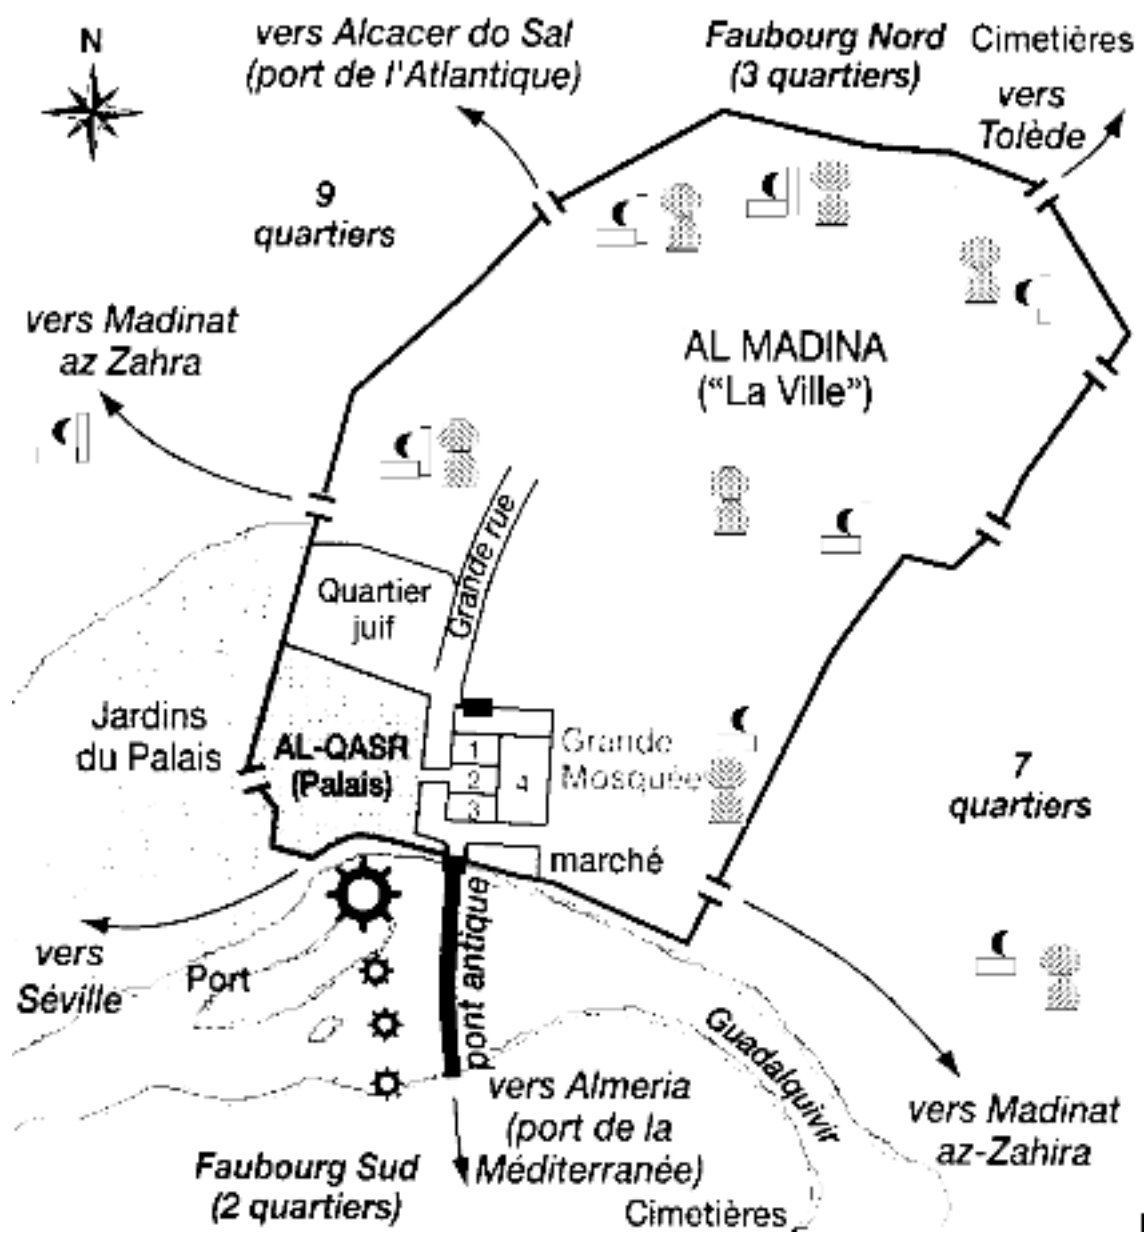 N
vers Alcacer do Sal
(port de l'Atlantique)
Faubourg Nord
(3 quartiers)
Cimetières
vers
Tolède
9
quartiers
vers Madinat
az Zahra
AL MADINA
("La Ville")
Grande rue
Quartier
juif
Jardins
du Palais
AL-QASR
(Palais)
1
2
3
4
Grande
Mosquée
7
quartiers
marché
pont antique
vers
Séville
Port
Guadalquivir
vers Almeria
(port de la
Méditerranée)
vers Madinat
az-Zahira
Faubourg Sud
(2 quartiers)
Cimetières